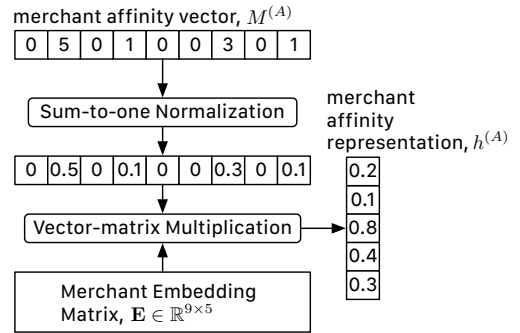 merchant affinity vector, M^(A)
0 5 0 1 0 0 3 0 1
Sum-to-one Normalization
0 0.5 0 0.1 0 0 0.3 0 0.1
Vector-matrix Multiplication
Merchant Embedding
Matrix, E ∈ ℝ^9×5
merchant
affinity
representation, h^(A)
0.2
0.1
0.8
0.4
0.3